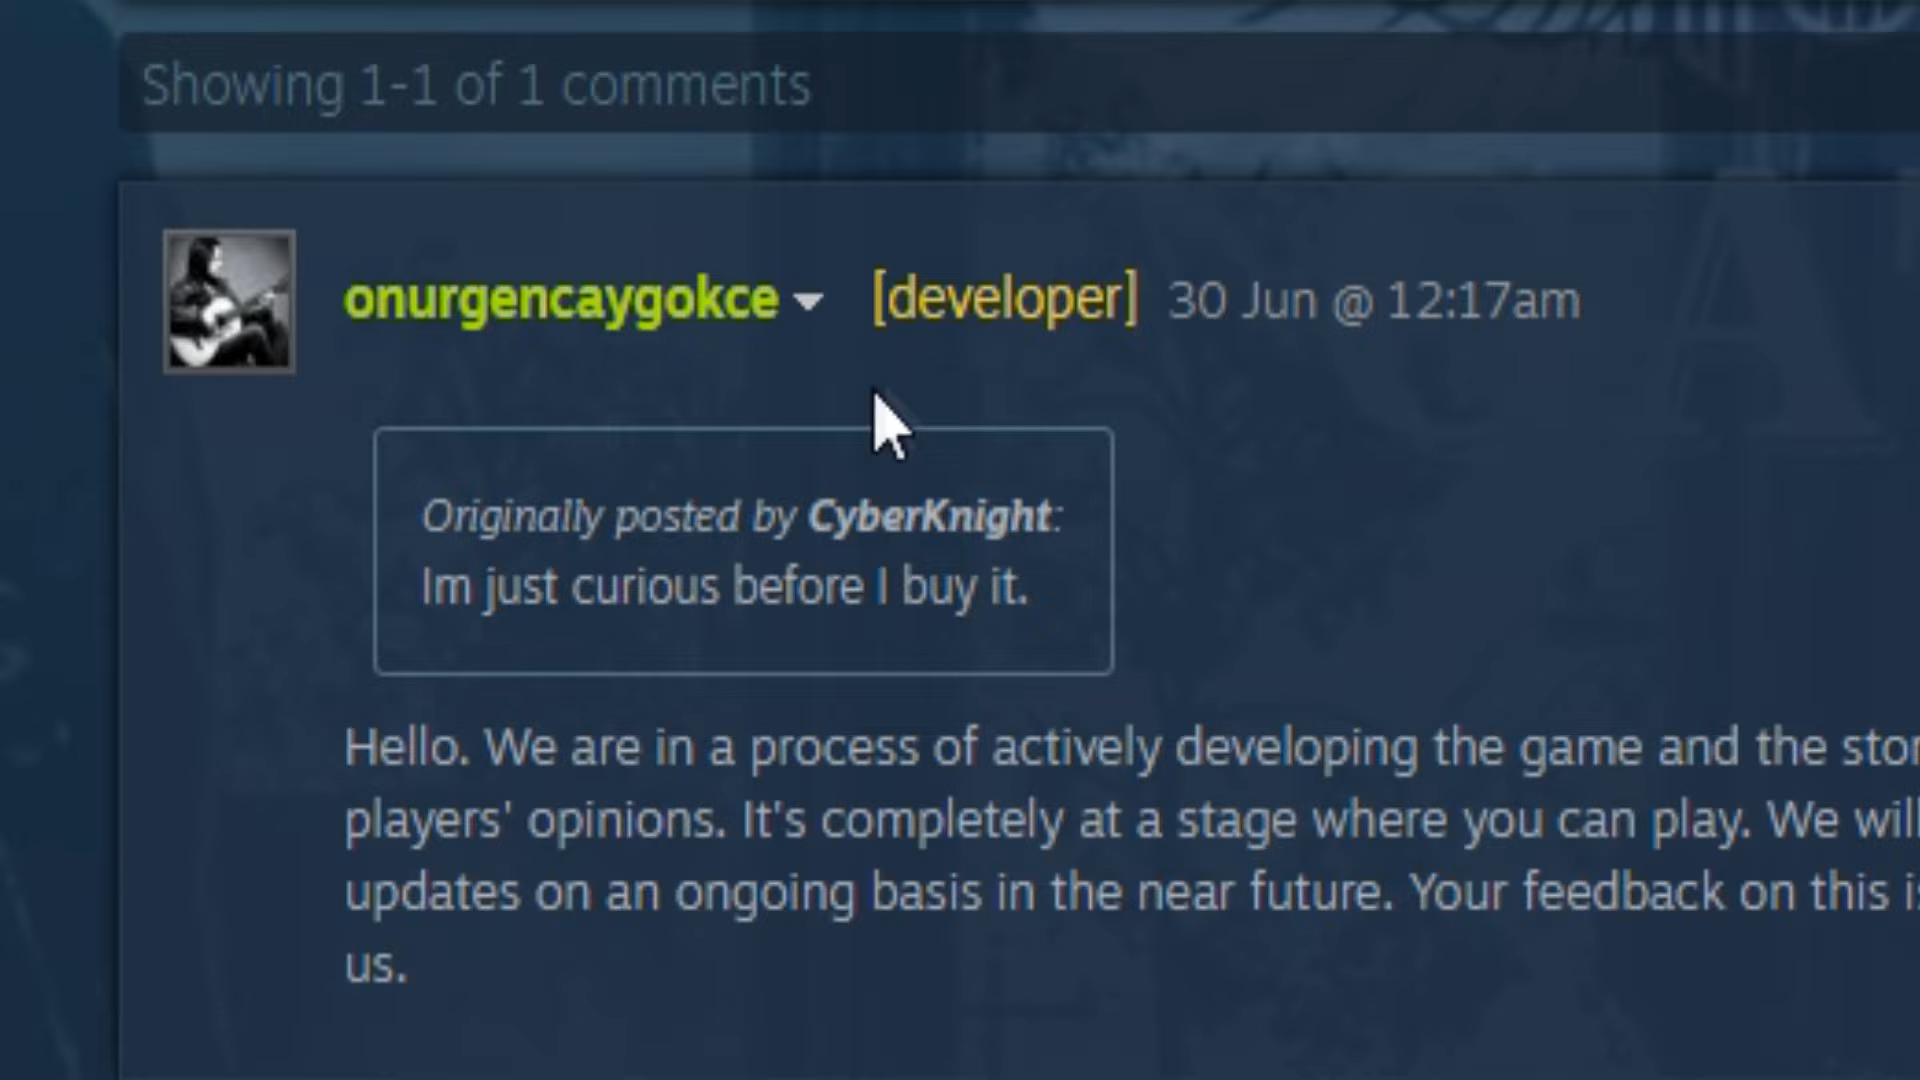 Showing 1-1 of 1 comments
onurgencaygokce [developer] 30 Jun @ 12:17am
Originally posted by CyberKnight:
Im just curious before I buy it.
Hello. We are in a process of actively developing the game and the
players' opinions. It's completely at a stage where you can play. We will
updates on an ongoing basis in the near future. Your feedback on this
us.